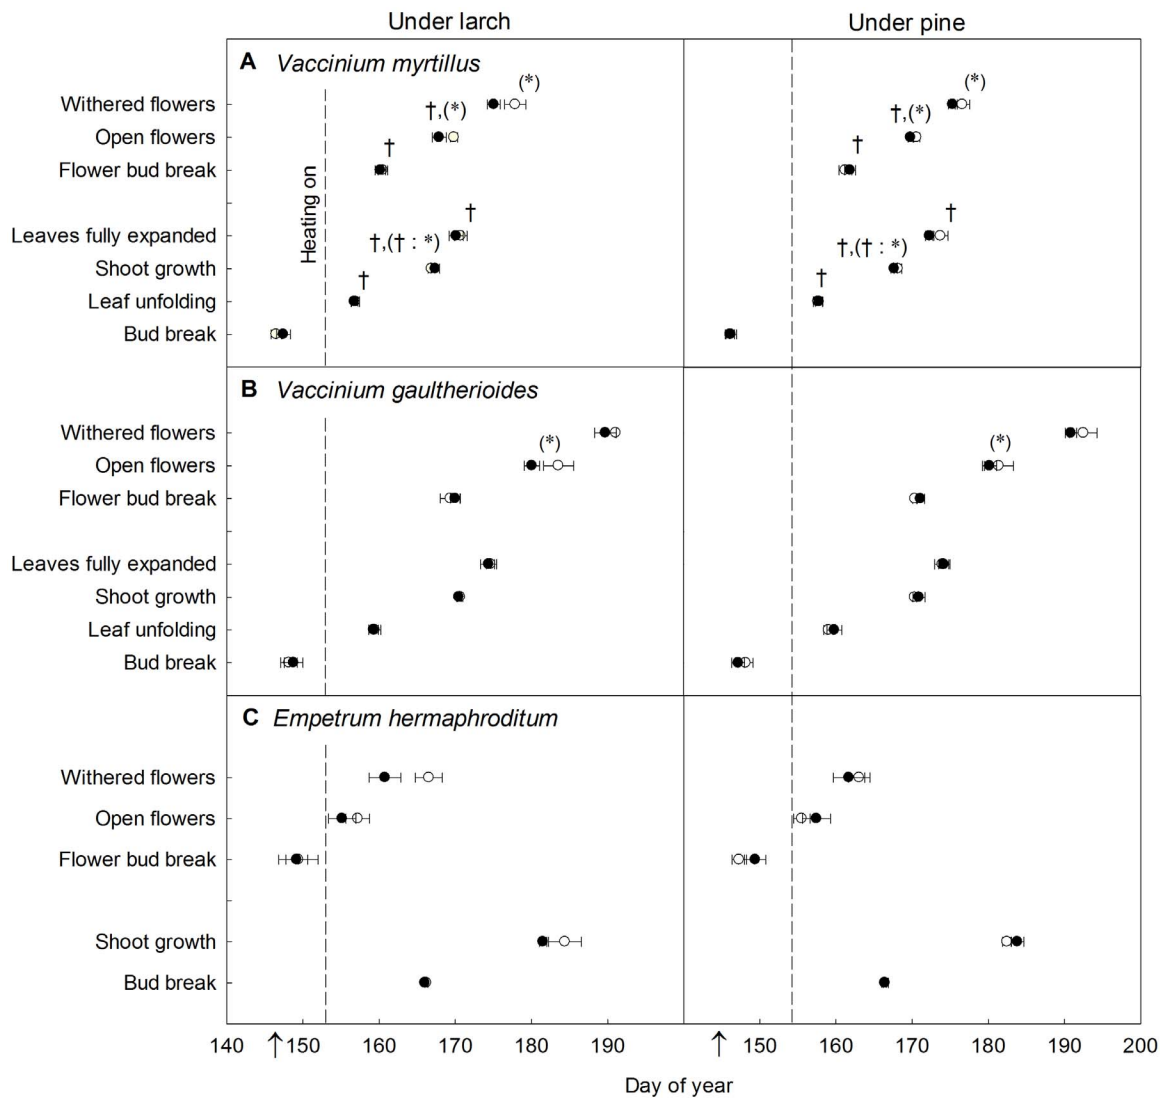 Under larch
Under pine
A Vaccinium myrtillus
Withered flowers
(*)
(*)
Open flowers
†,(*)
†,(*)
Flower bud break
†
†
Heating on
Leaves fully expanded
†
†
Shoot growth
†,(† : *)
†,(† : *)
Leaf unfolding
†
†
Bud break
B Vaccinium gaultherioides
Withered flowers
Open flowers
(*)
(*)
Flower bud break
Leaves fully expanded
Shoot growth
Leaf unfolding
Bud break
C Empetrum hermaphroditum
Withered flowers
Open flowers
Flower bud break
Shoot growth
Bud break
140 ↑ 150 160 170 180 190 ↑ 150 160 170 180 190 200
Day of year